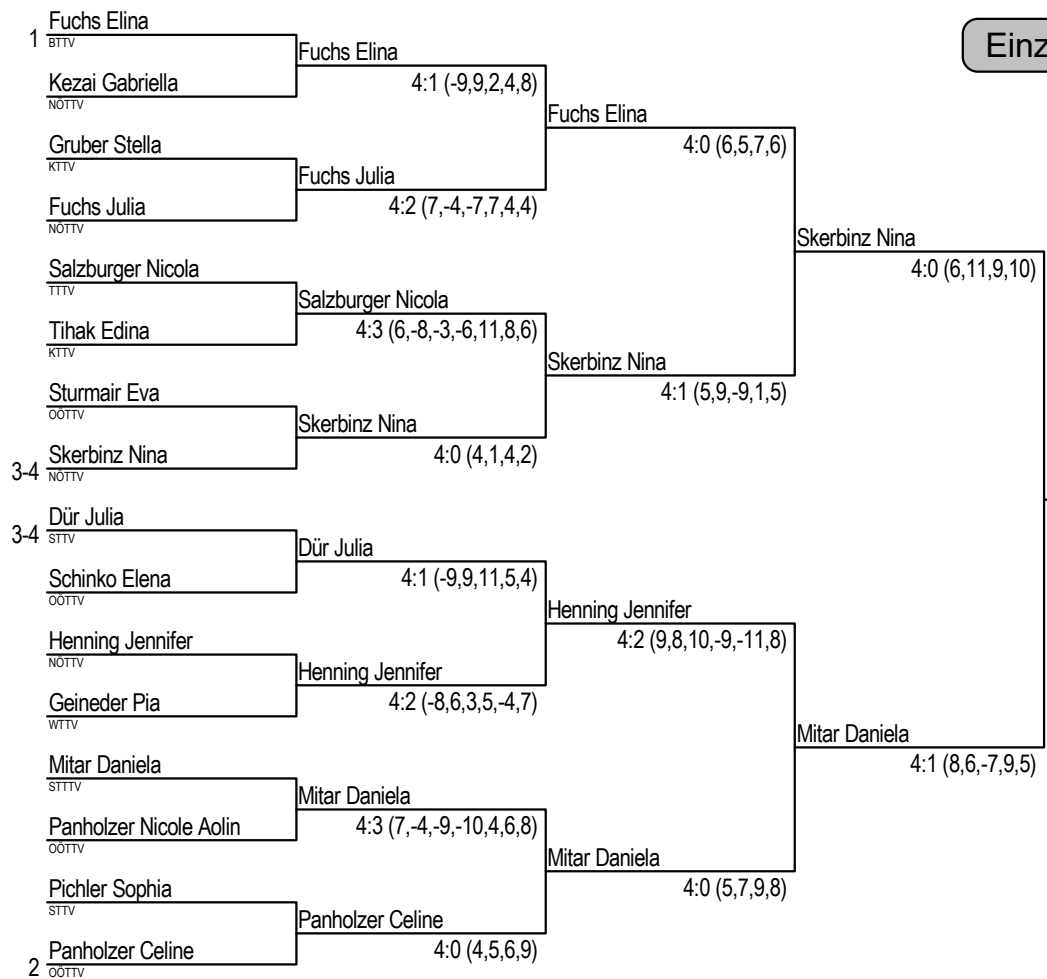 Fuchs Elina
1
BTTV
Fuchs Elina
Einz
Kezai Gabriella
4:1 (-9,9,2,4,8)
NÖTTV
Fuchs Elina
Gruber Stella
4:0 (6,5,7,6)
KTTV
Fuchs Julia
Fuchs Julia
4:2 (7,-4,-7,7,4,4)
NÖTTV
Skerbinz Nina
Salzburger Nicola
4:0 (6,11,9,10)
TTTV
Salzburger Nicola
Tihak Edina
4:3 (6,-8,-3,-6,11,8,6)
KTTV
Skerbinz Nina
Sturmair Eva
4:1 (5,9,-9,1,5)
OÖTTV
Skerbinz Nina
Skerbinz Nina
4:0 (4,1,4,2)
3-4
NÖTTV
Dür Julia
3-4
STTV
Dür Julia
Schinko Elena
4:1 (-9,9,11,5,4)
OÖTTV
Henning Jennifer
Henning Jennifer
4:2 (9,8,10,-9,-11,8)
NÖTTV
Henning Jennifer
Geineder Pia
4:2 (-8,6,3,5,-4,7)
WTTV
Mitar Daniela
Mitar Daniela
4:1 (8,6,-7,9,5)
STTTV
Mitar Daniela
Panholzer Nicole Aolin
4:3 (7,-4,-9,-10,4,6,8)
OÖTTV
Mitar Daniela
Pichler Sophia
4:0 (5,7,9,8)
STTV
Panholzer Celine
Panholzer Celine
4:0 (4,5,6,9)
2
OÖTTV